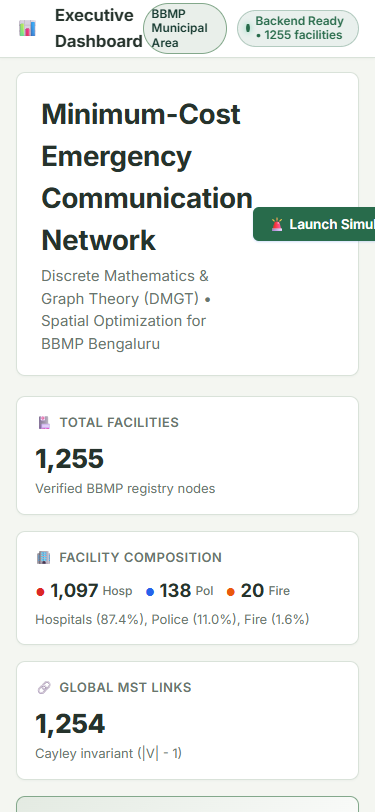 Executive
Dashboard
BBMP
Municipal
Area
Backend Ready
• 1255 facilities
Minimum-Cost
Emergency
Communication
Network
Launch Simul
Discrete Mathematics &
Graph Theory (DMGT) •
Spatial Optimization for
BBMP Bengaluru
TOTAL FACILITIES
1,255
Verified BBMP registry nodes
FACILITY COMPOSITION
1,097 Hosp 138 Pol 20 Fire
Hospitals (87.4%), Police (11.0%), Fire (1.6%)
GLOBAL MST LINKS
1,254
Cayley invariant (|V| - 1)